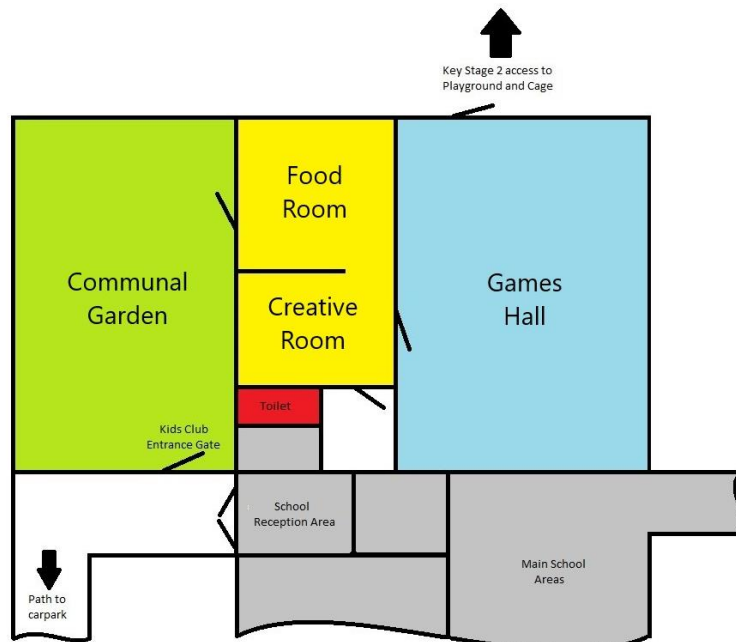 Key Stage 2 access to
Playground and Cage
Food
Room
Communal
Garden
Creative
Room
Games
Hall
Toilet
Kids Club
Entrance Gate
School
Reception Area
Main School
Areas
Path to
carpark